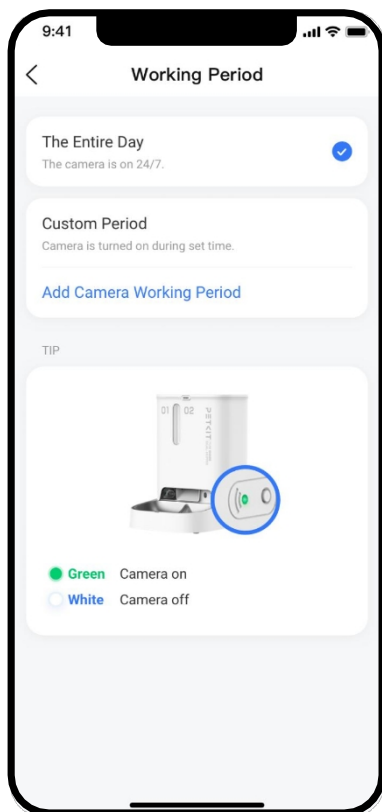 9:41
Working Period
The Entire Day
The camera is on 24/7.
Custom Period
Camera is turned on during set time.
Add Camera Working Period
TIP
01 02
PETKIT
Green Camera on
White Camera off